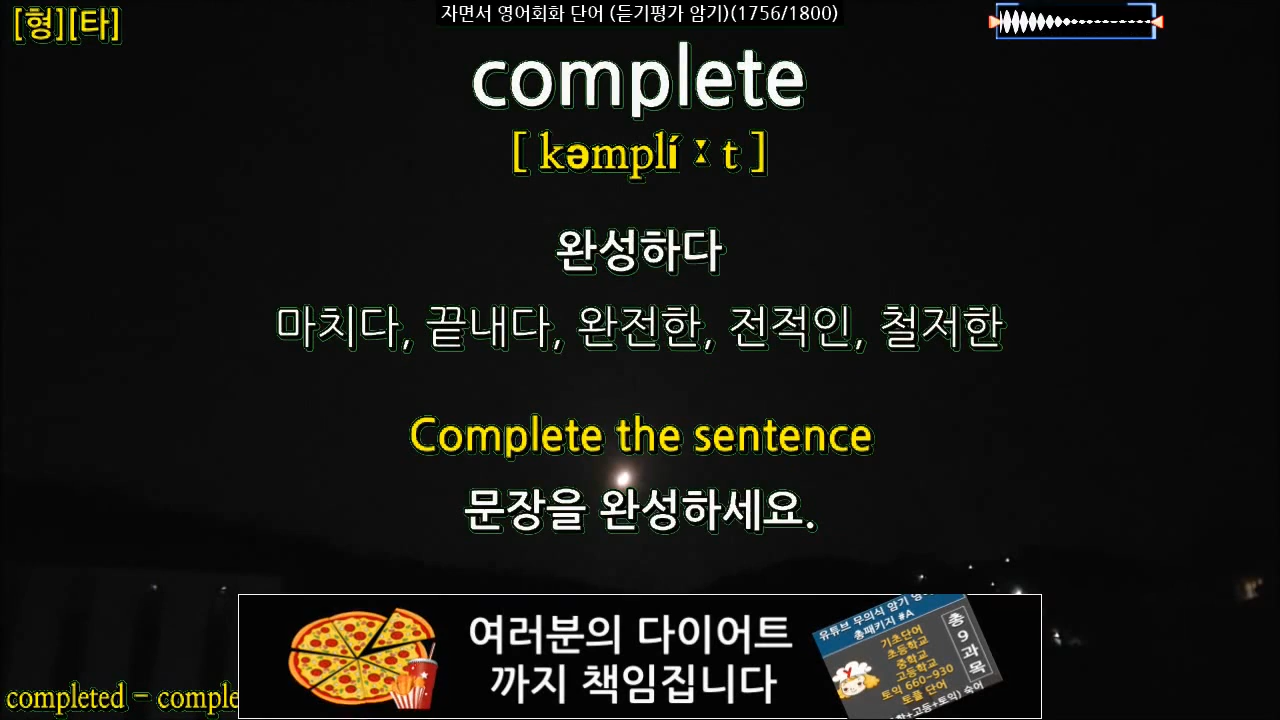 [형][타]
자면서 영어회화 단어 (듣기평가 암기)(1756/1800)
complete
[ kəmplíːt ]
완성하다
마치다, 끝내다, 완전한, 전적인, 철저한
Complete the sentence
문장을 완성하세요.
여러분의 다이어트
까지 책임집니다
유튜브 무의식 암기
총패키지 #A
기초단어
초등학교
중학교
고등학교
토익 660~930
토플 단어
총9과목
completed -